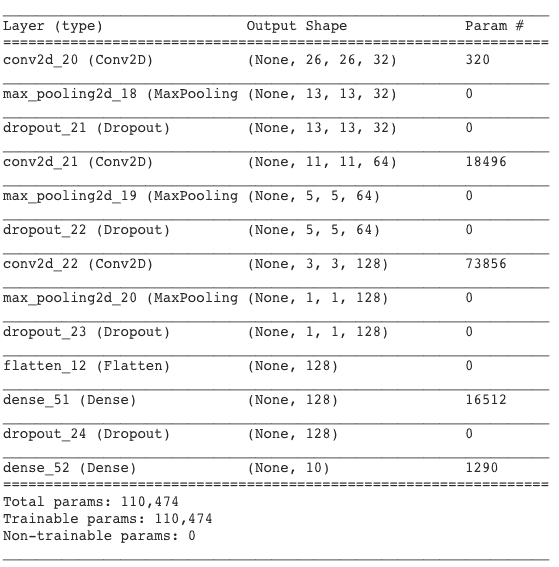 Layer (type) Output Shape Param #
=================================================================
conv2d_20 (Conv2D) (None, 26, 26, 32) 320
max_pooling2d_18 (MaxPooling (None, 13, 13, 32) 0
dropout_21 (Dropout) (None, 13, 13, 32) 0
conv2d_21 (Conv2D) (None, 11, 11, 64) 18496
max_pooling2d_19 (MaxPooling (None, 5, 5, 64) 0
dropout_22 (Dropout) (None, 5, 5, 64) 0
conv2d_22 (Conv2D) (None, 3, 3, 128) 73856
max_pooling2d_20 (MaxPooling (None, 1, 1, 128) 0
dropout_23 (Dropout) (None, 1, 1, 128) 0
flatten_12 (Flatten) (None, 128) 0
dense_51 (Dense) (None, 128) 16512
dropout_24 (Dropout) (None, 128) 0
dense_52 (Dense) (None, 10) 1290
=================================================================
Total params: 110,474
Trainable params: 110,474
Non-trainable params: 0